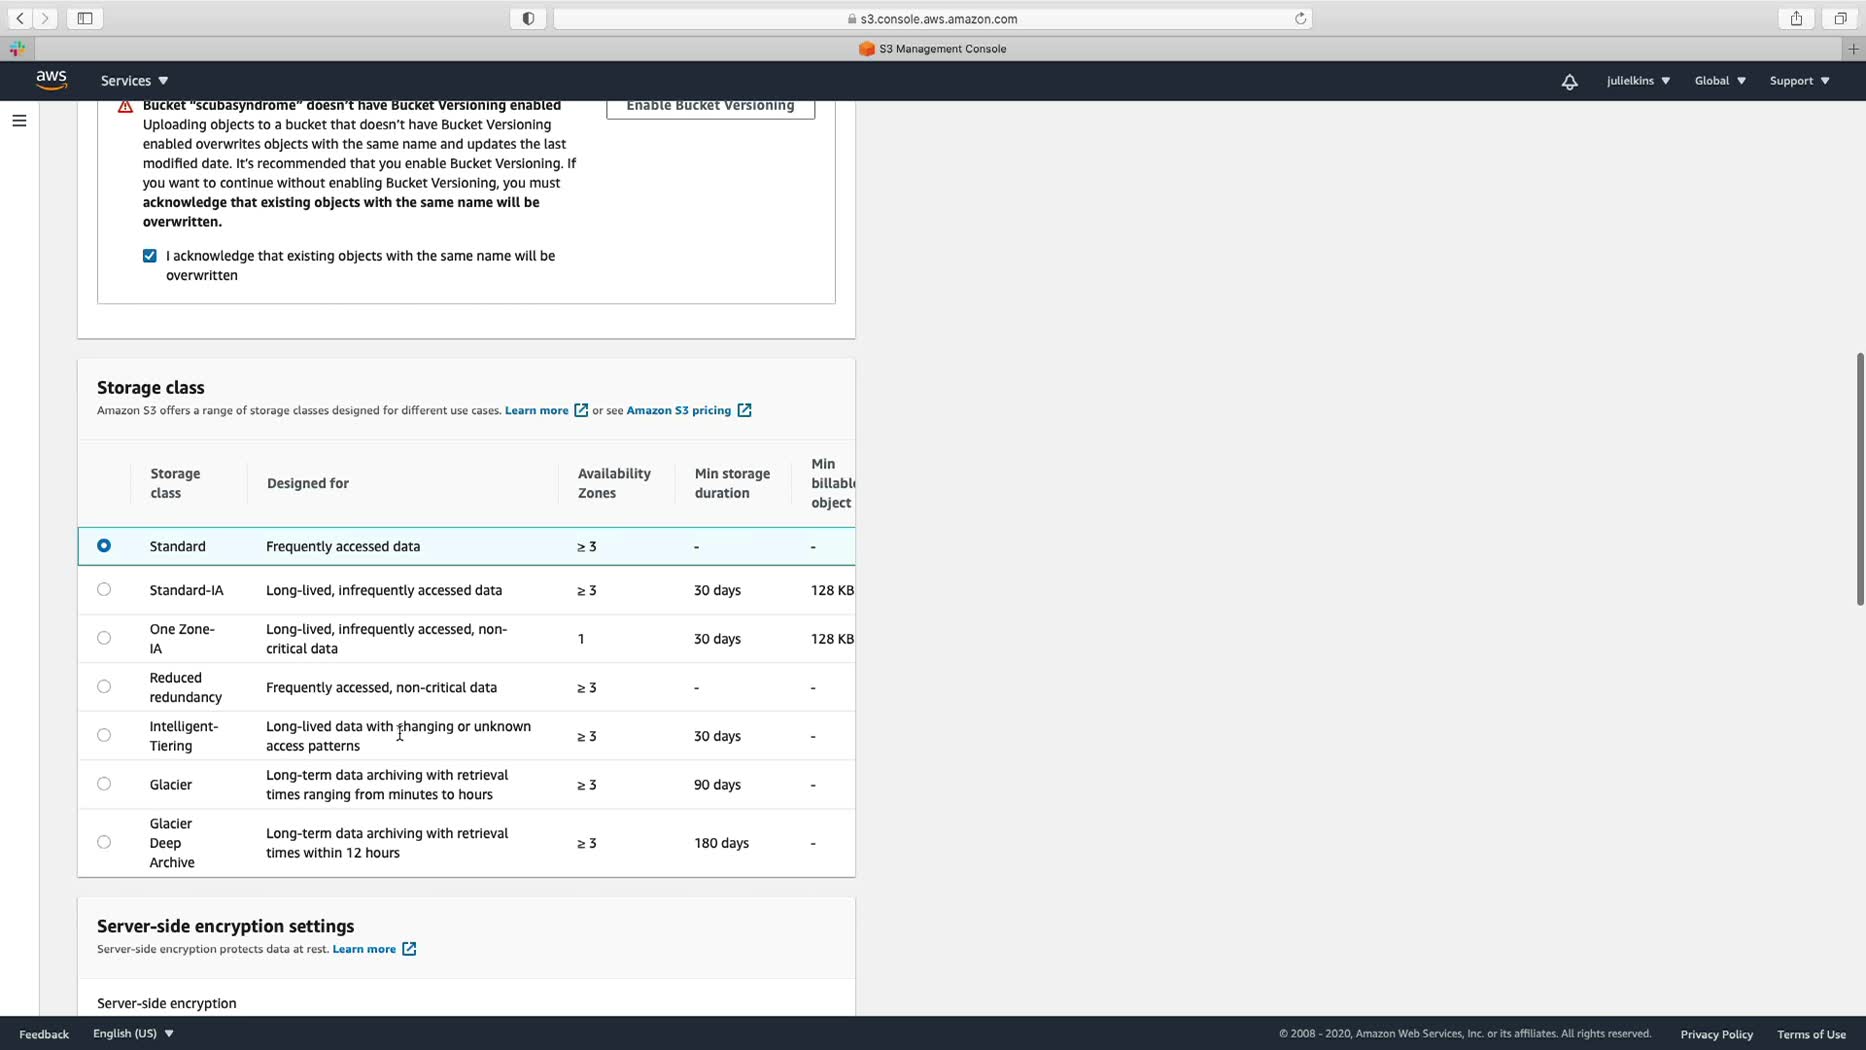 s3.console.aws.amazon.com
S3 Management Console
aws
Services
julielkins
Global
Support
Bucket "scubasyndrome" doesn't have Bucket Versioning enabled
Enable Bucket Versioning
Uploading objects to a bucket that doesn't have Bucket Versioning
enabled overwrites objects with the same name and updates the last
modified date. It's recommended that you enable Bucket Versioning. If
you want to continue without enabling Bucket Versioning, you must
acknowledge that existing objects with the same name will be
overwritten.
I acknowledge that existing objects with the same name will be
overwritten
Storage class
Amazon S3 offers a range of storage classes designed for different use cases. Learn more or see Amazon S3 pricing
Storage
class
Designed for
Availability
Zones
Min storage
duration
Min
billable
object
Standard
Frequently accessed data
≥ 3
-
-
Standard-IA
Long-lived, infrequently accessed data
≥ 3
30 days
128 KB
One Zone-
IA
Long-lived, infrequently accessed, non-
critical data
1
30 days
128 KB
Reduced
redundancy
Frequently accessed, non-critical data
≥ 3
-
-
Intelligent-
Tiering
Long-lived data with changing or unknown
access patterns
≥ 3
30 days
-
Glacier
Long-term data archiving with retrieval
times ranging from minutes to hours
≥ 3
90 days
-
Glacier
Deep
Archive
Long-term data archiving with retrieval
times within 12 hours
≥ 3
180 days
-
Server-side encryption settings
Server-side encryption protects data at rest. Learn more
Server-side encryption
Feedback
English (US)
© 2008 - 2020, Amazon Web Services, Inc. or its affiliates. All rights reserved.
Privacy Policy
Terms of Use